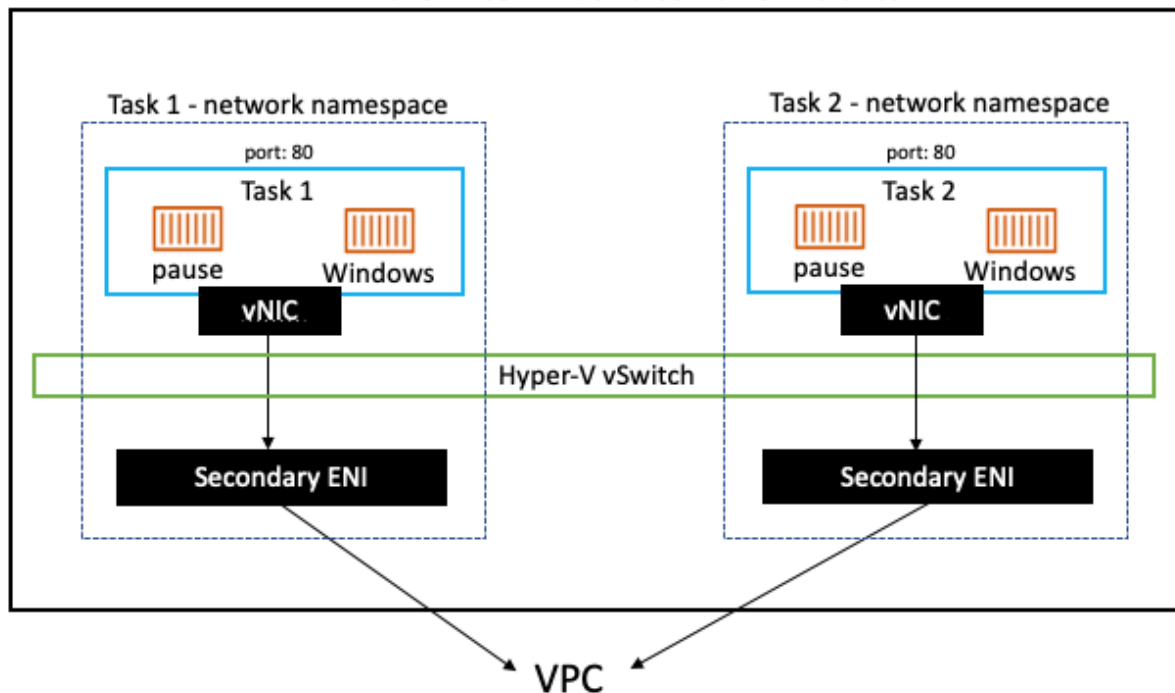 Task 1 - network namespace
Task 2 - network namespace
port: 80
port: 80
Task 1
Task 2
pause
Windows
pause
Windows
vNIC
vNIC
Hyper-V vSwitch
Secondary ENI
Secondary ENI
VPC